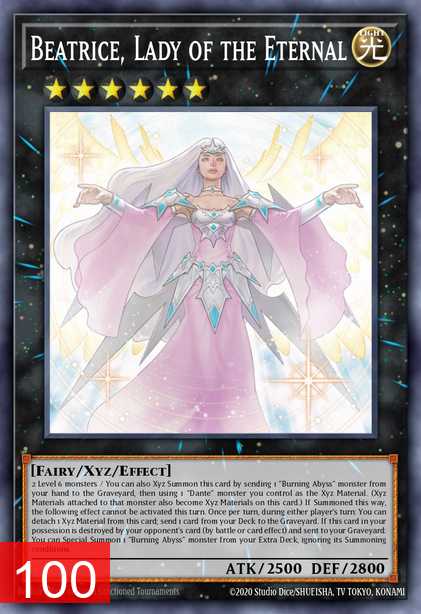 BEATRICE, LADY OF THE ETERNAL
LIGHT
光
[FAIRY/XYZ/EFFECT]
2 Level 6 monsters / You can also Xyz Summon this card by sending 1 "Burning Abyss" monster from
your hand to the Graveyard, then using 1 "Dante" monster you control as the Xyz Material. (Xyz
Materials attached to that monster also become Xyz Materials on this card.) If Summoned this way,
the following effect cannot be activated this turn. Once per turn, during either player's turn: You can
detach 1 Xyz Material from this card; send 1 card from your Deck to the Graveyard. If this card in your
possession is destroyed by your opponent's card (by battle or card effect) and sent to your Graveyard:
You can Special Summon 1 "Burning Abyss" monster from your Extra Deck, ignoring its Summoning
conditions.
ATK/2500 DEF/2800
100
Sanctioned Tournaments
©2020 Studio Dice/SHUEISHA, TV TOKYO, KONAMI